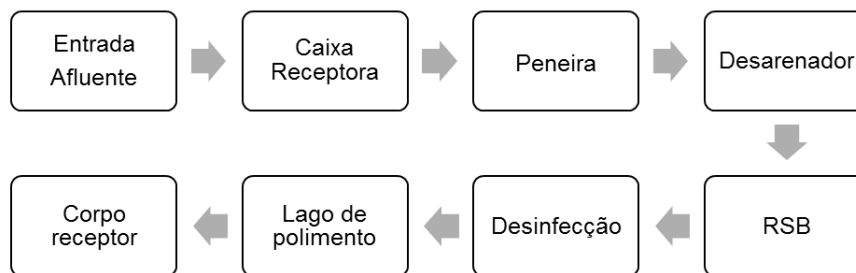 Entrada
Afluente
Caixa
Receptora
Peneira
Desarenador
Corpo
receptor
Lago de
polimento
Desinfecção
RSB